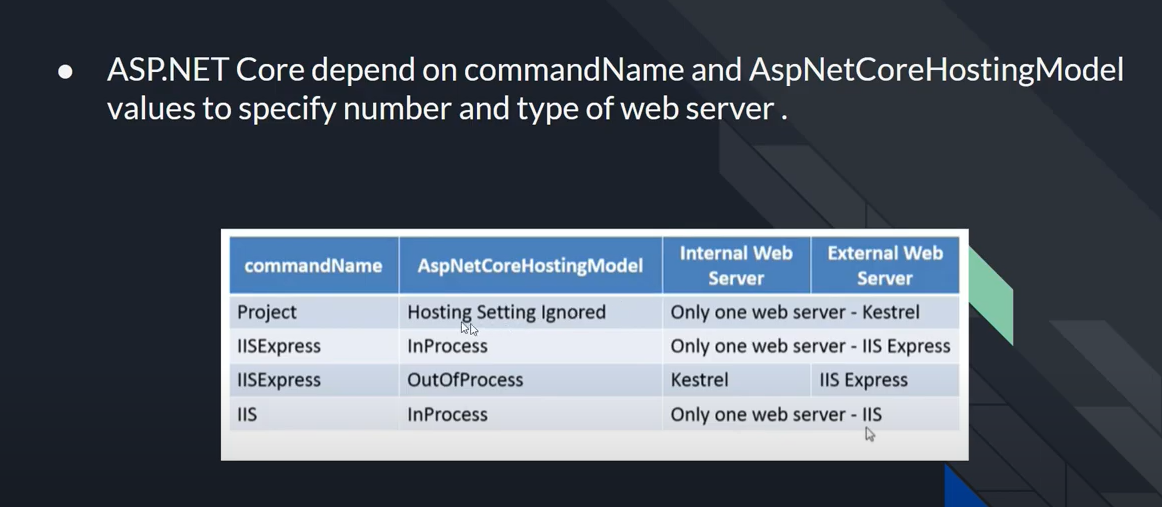 ● ASP.NET Core depend on commandName and AspNetCoreHostingModel
values to specify number and type of web server .
commandName AspNetCoreHostingModel Internal Web Server External Web Server
Project Hosting Setting Ignored Only one web server - Kestrel
IISExpress InProcess Only one web server - IIS Express
IISExpress OutOfProcess Kestrel IIS Express
IIS InProcess Only one web server - IIS